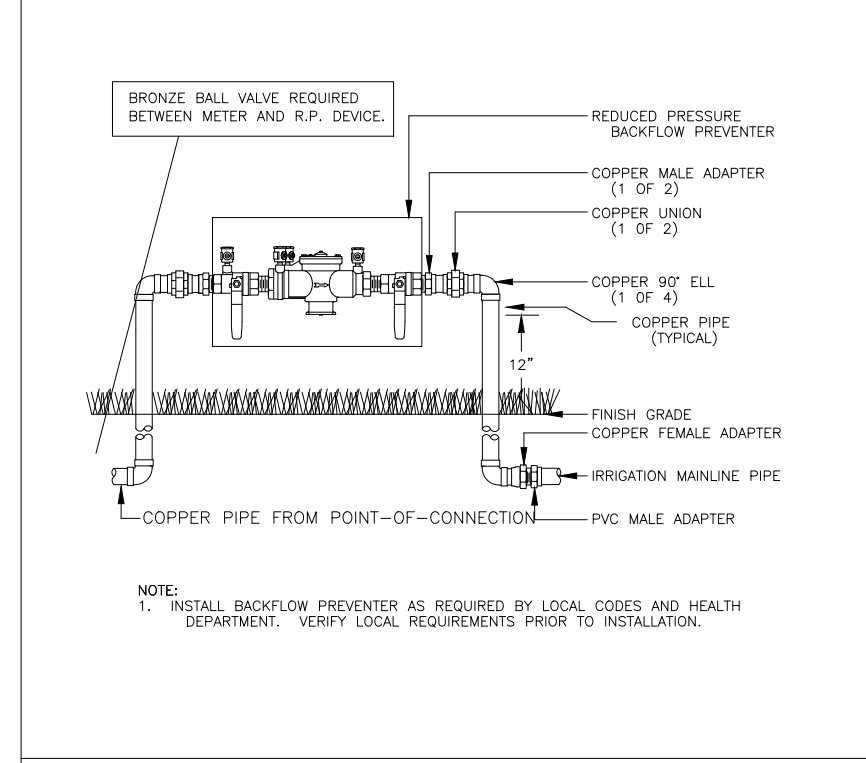 BRONZE BALL VALVE REQUIRED
BETWEEN METER AND R.P. DEVICE.
REDUCED PRESSURE
BACKFLOW PREVENTER
COPPER MALE ADAPTER
(1 OF 2)
COPPER UNION
(1 OF 2)
COPPER 90° ELL
(1 OF 4)
COPPER PIPE
(TYPICAL)
12"
FINISH GRADE
COPPER FEMALE ADAPTER
IRRIGATION MAINLINE PIPE
COPPER PIPE FROM POINT-OF-CONNECTION
PVC MALE ADAPTER
NOTE:
1. INSTALL BACKFLOW PREVENTER AS REQUIRED BY LOCAL CODES AND HEALTH
DEPARTMENT. VERIFY LOCAL REQUIREMENTS PRIOR TO INSTALLATION.